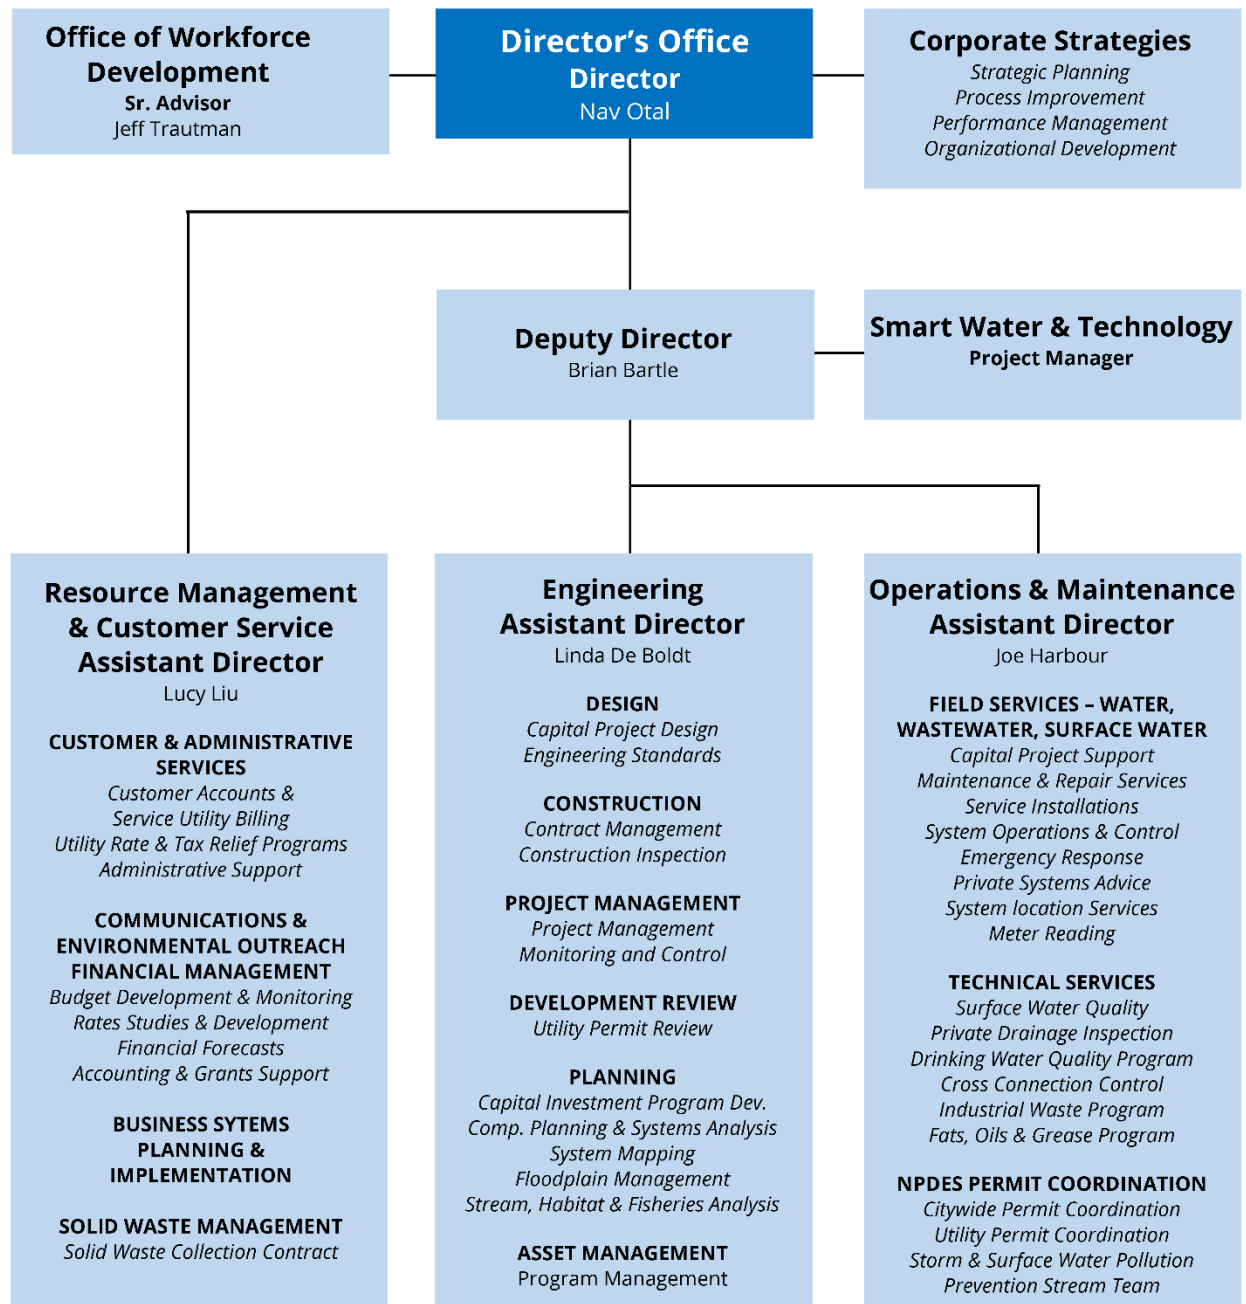 Office of Workforce
Development
Sr. Advisor
Jeff Trautman
Director's Office
Director
Nav Otal
Corporate Strategies
Strategic Planning
Process Improvement
Performance Management
Organizational Development
Deputy Director
Brian Bartle
Smart Water & Technology
Project Manager
Resource Management
& Customer Service
Assistant Director
Lucy Liu
CUSTOMER & ADMINISTRATIVE
SERVICES
Customer Accounts &
Service Utility Billing
Utility Rate & Tax Relief Programs
Administrative Support
COMMUNICATIONS &
ENVIRONMENTAL OUTREACH
FINANCIAL MANAGEMENT
Budget Development & Monitoring
Rates Studies & Development
Financial Forecasts
Accounting & Grants Support
BUSINESS SYTEMS
PLANNING &
IMPLEMENTATION
SOLID WASTE MANAGEMENT
Solid Waste Collection Contract
Engineering
Assistant Director
Linda De Boldt
DESIGN
Capital Project Design
Engineering Standards
CONSTRUCTION
Contract Management
Construction Inspection
PROJECT MANAGEMENT
Project Management
Monitoring and Control
DEVELOPMENT REVIEW
Utility Permit Review
PLANNING
Capital Investment Program Dev.
Comp. Planning & Systems Analysis
System Mapping
Floodplain Management
Stream, Habitat & Fisheries Analysis
ASSET MANAGEMENT
Program Management
Operations & Maintenance
Assistant Director
Joe Harbour
FIELD SERVICES – WATER,
WASTEWATER, SURFACE WATER
Capital Project Support
Maintenance & Repair Services
Service Installations
System Operations & Control
Emergency Response
Private Systems Advice
System location Services
Meter Reading
TECHNICAL SERVICES
Surface Water Quality
Private Drainage Inspection
Drinking Water Quality Program
Cross Connection Control
Industrial Waste Program
Fats, Oils & Grease Program
NPDES PERMIT COORDINATION
Citywide Permit Coordination
Utility Permit Coordination
Storm & Surface Water Pollution
Prevention Stream Team